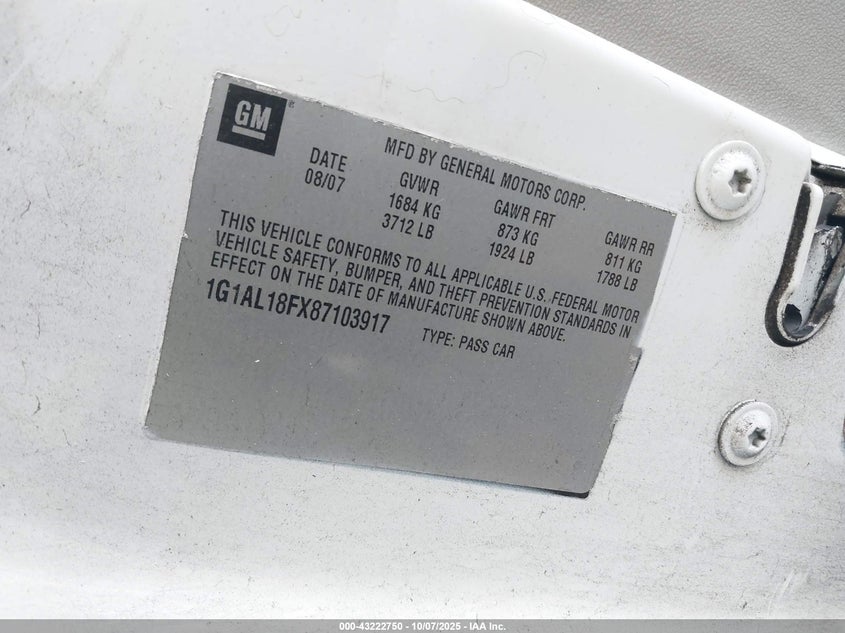 GM
MFD BY GENERAL MOTORS CORP.
DATE GVWR GAWR FRT GAWR RR
08/07 1684 KG 873 KG 811 KG
3712 LB 1924 LB 1788 LB
THIS VEHICLE CONFORMS TO ALL APPLICABLE U.S. FEDERAL MOTOR
VEHICLE SAFETY, BUMPER, AND THEFT PREVENTION STANDARDS IN
EFFECT ON THE DATE OF MANUFACTURE SHOWN ABOVE.
1G1AL18FX87103917 TYPE: PASS CAR
000-43222750 - 10/07/2025 - IAA Inc.